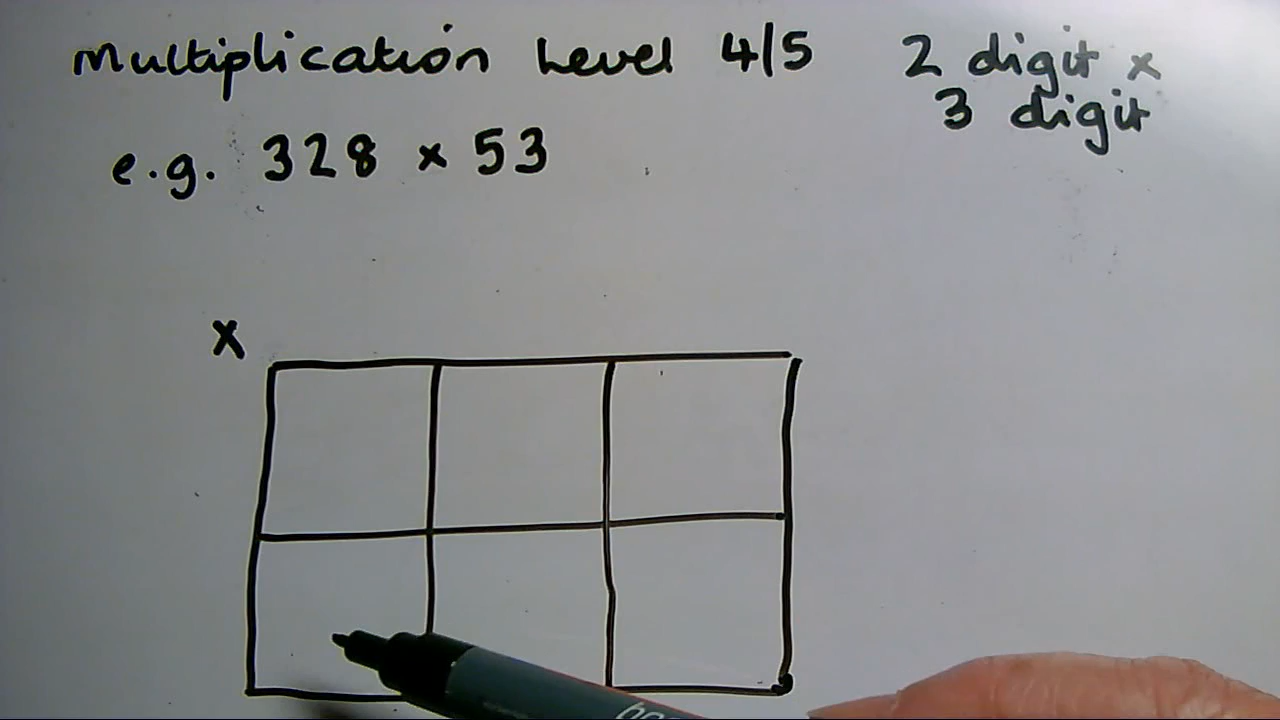 Multiplication Level 4/5
2 digit x
3 digit
e.g. 328 x 53
x